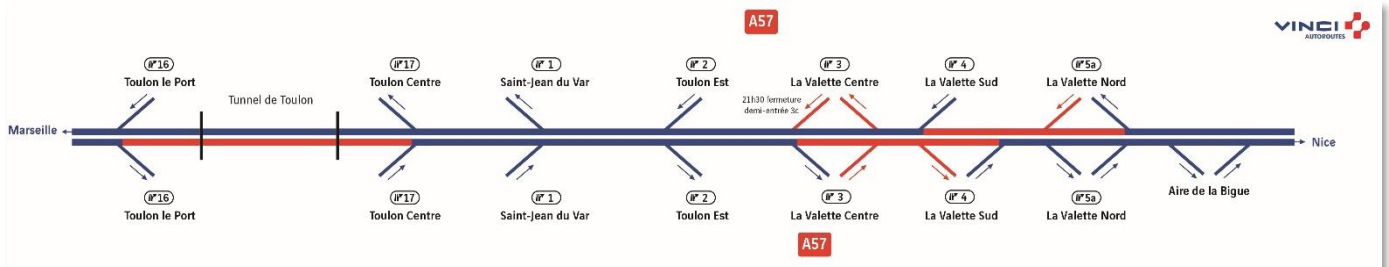 A57
VINCI
AUTOROUTES
n°16
Toulon le Port
Tunnel de Toulon
n°17
Toulon Centre
n°1
Saint-Jean du Var
n°2
Toulon Est
n°3
La Valette Centre
n°4
La Valette Sud
n°5a
La Valette Nord
21h30 fermeture
demi-entrée 3c
Marseille
Nice
n°16
Toulon le Port
n°17
Toulon Centre
n°1
Saint-Jean du Var
n°2
Toulon Est
n°3
La Valette Centre
n°4
La Valette Sud
n°5a
La Valette Nord
Aire de la Bigue
A57